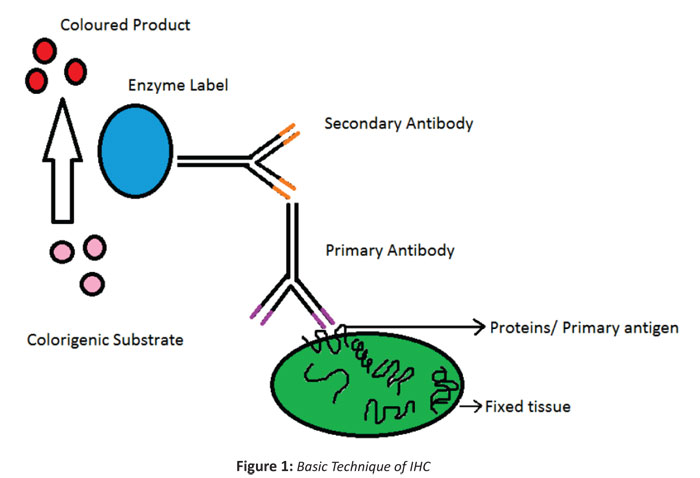 Coloured Product
Enzyme Label
Secondary Antibody
Primary Antibody
Colorigenic Substrate
Proteins/ Primary antigen
Fixed tissue
Figure 1: Basic Technique of IHC